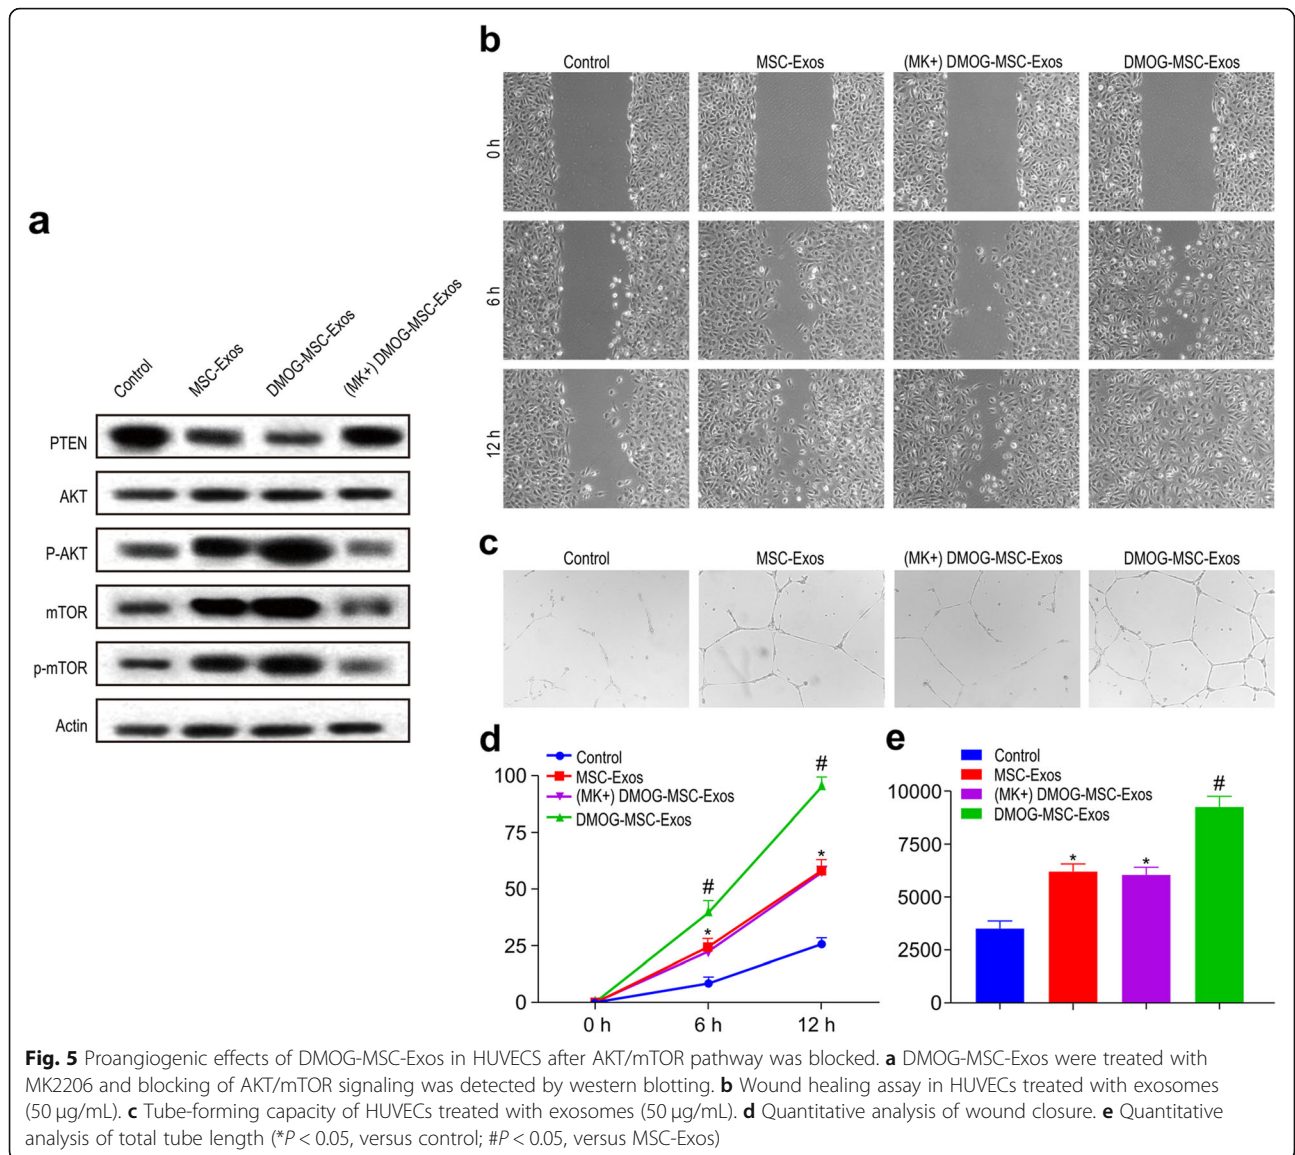 a
Control
MSC-Exos
DMOG-MSC-Exos
(MK+) DMOG-MSC-Exos
PTEN
AKT
P-AKT
mTOR
p-mTOR
Actin
b
Control MSC-Exos (MK+) DMOG-MSC-Exos DMOG-MSC-Exos
0 h
6 h
12 h
c
Control MSC-Exos (MK+) DMOG-MSC-Exos DMOG-MSC-Exos
d
Control
MSC-Exos
(MK+) DMOG-MSC-Exos
DMOG-MSC-Exos
100
75
50
25
0
#
*
#
*
0 h 6 h 12 h
e
Control
MSC-Exos
(MK+) DMOG-MSC-Exos
DMOG-MSC-Exos
10000
7500
5000
2500
0
* * #
Fig. 5 Proangiogenic effects of DMOG-MSC-Exos in HUVECS after AKT/mTOR pathway was blocked. a DMOG-MSC-Exos were treated with
MK2206 and blocking of AKT/mTOR signaling was detected by western blotting. b Wound healing assay in HUVECs treated with exosomes
(50 μg/mL). c Tube-forming capacity of HUVECs treated with exosomes (50 μg/mL). d Quantitative analysis of wound closure. e Quantitative
analysis of total tube length (*P < 0.05, versus control; #P < 0.05, versus MSC-Exos)